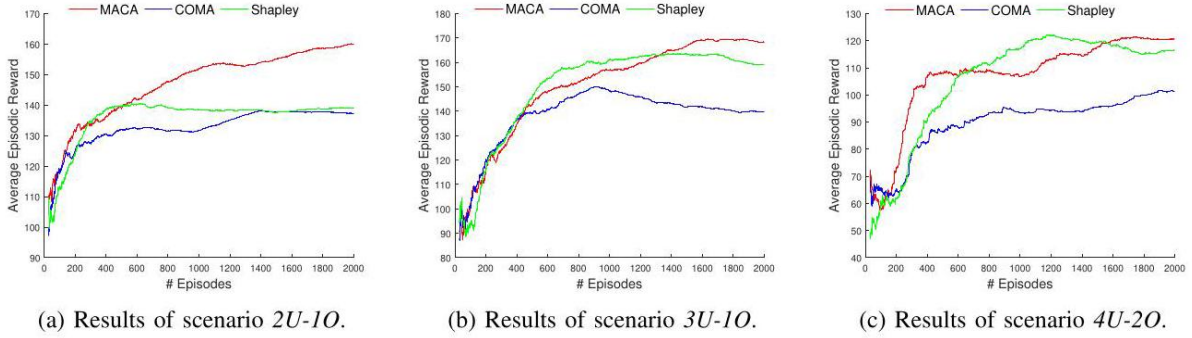 MACA COMA Shapley
Average Episodic Reward
170
160
150
140
130
120
110
100
90
0 200 400 600 800 1000 1200 1400 1600 1800 2000
# Episodes
(a) Results of scenario 2U-1O.
MACA COMA Shapley
Average Episodic Reward
180
170
160
150
140
130
120
110
100
90
80
0 200 400 600 800 1000 1200 1400 1600 1800 2000
# Episodes
(b) Results of scenario 3U-1O.
MACA COMA Shapley
Average Episodic Reward
130
120
110
100
90
80
70
60
50
40
0 200 400 600 800 1000 1200 1400 1600 1800 2000
# Episodes
(c) Results of scenario 4U-2O.